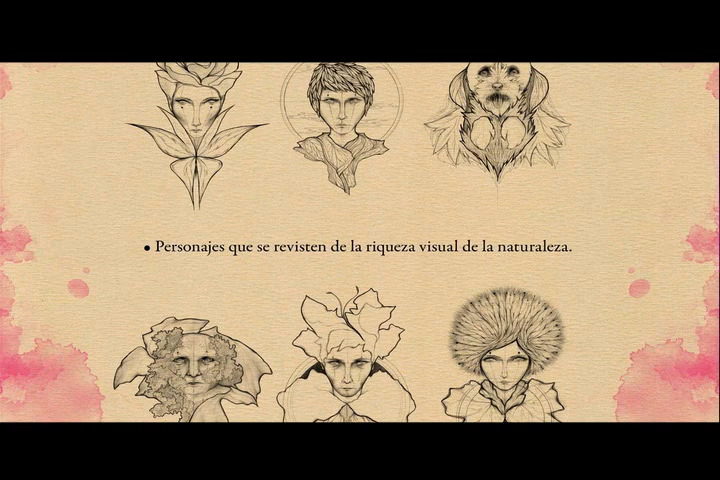 • Personajes que se revisten de la riqueza visual de la naturaleza.